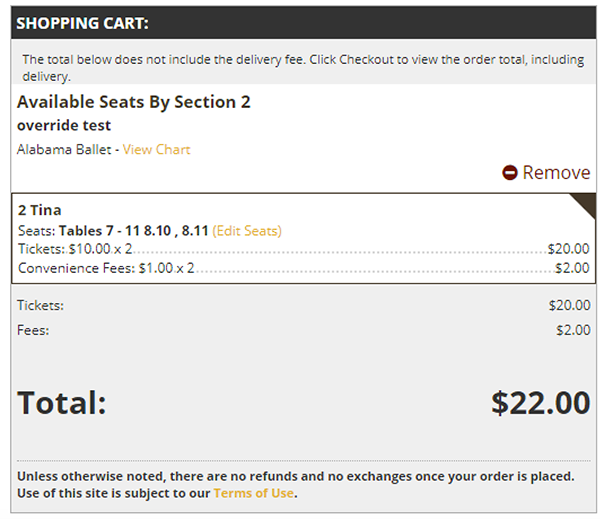 SHOPPING CART:
The total below does not include the delivery fee. Click Checkout to view the order total, including
delivery.
Available Seats By Section 2
override test
Alabama Ballet - View Chart
Remove
2 Tina
Seats: Tables 7 - 11 8.10 , 8.11 (Edit Seats)
Tickets: $10.00 x 2 $20.00
Convenience Fees: $1.00 x 2 $2.00
Tickets: $20.00
Fees: $2.00
Total: $22.00
Unless otherwise noted, there are no refunds and no exchanges once your order is placed.
Use of this site is subject to our Terms of Use.